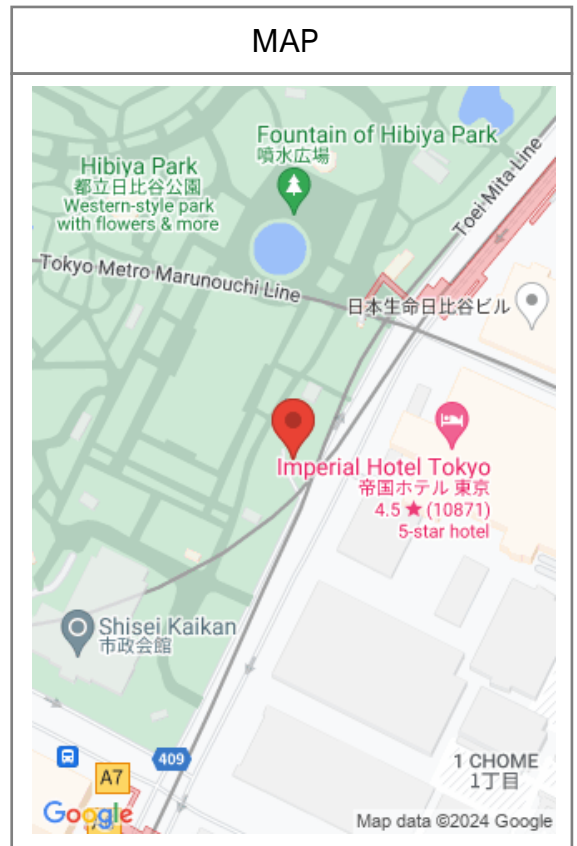 MAP
Fountain of Hibiya Park
噴水広場
Hibiya Park
都立日比谷公園
Western-style park
with flowers & more
Toei Mita Line
Tokyo Metro Marunouchi Line
日本生命日比谷ビル
Imperial Hotel Tokyo
帝国ホテル 東京
4.5 ★ (10871)
5-star hotel
Shisei Kaikan
市政会館
409
1 CHOME
1丁目
A7
Google
Map data ©2024 Google